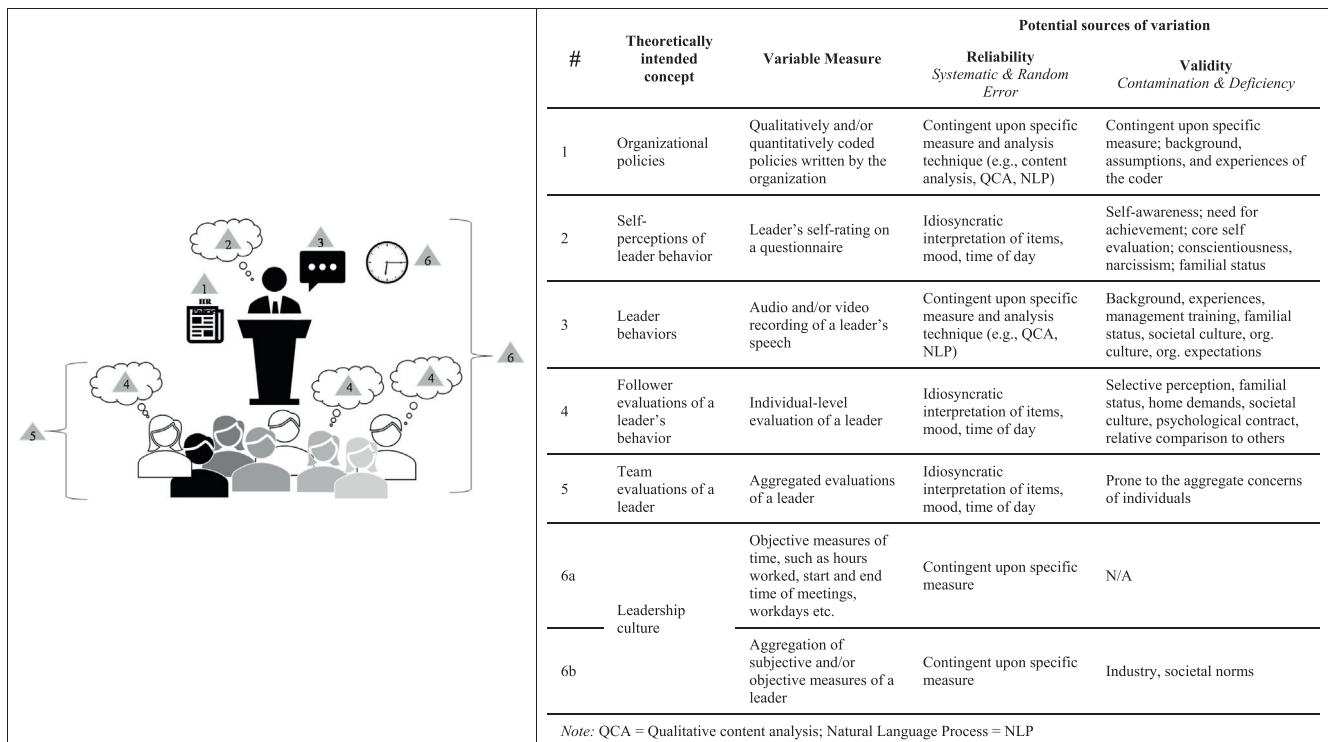 1
2
3
6
HR
POLICY
4
4
4
5
6
Potential sources of variation
#
Theoretically
intended
concept
Variable Measure
Reliability
Systematic & Random
Error
Validity
Contamination & Deficiency
1
Organizational
policies
Qualitatively and/or
quantitatively coded
policies written by the
organization
Contingent upon specific
measure and analysis
technique (e.g., content
analysis, QCA, NLP)
Contingent upon specific
measure; background,
assumptions, and experiences of
the coder
2
Self-
perceptions of
leader behavior
Leader’s self-rating on
a questionnaire
Idiosyncratic
interpretation of items,
mood, time of day
Self-awareness; need for
achievement; core self
evaluation; conscientiousness,
narcissism; familial status
3
Leader
behaviors
Audio and/or video
recording of a leader’s
speech
Contingent upon specific
measure and analysis
technique (e.g., QCA,
NLP)
Background, experiences,
management training, familial
status, societal culture, org.
culture, org. expectations
4
Follower
evaluations of a
leader’s
behavior
Individual-level
evaluation of a leader
Idiosyncratic
interpretation of items,
mood, time of day
Selective perception, familial
status, home demands, societal
culture, psychological contract,
relative comparison to others
5
Team
evaluations of a
leader
Aggregated evaluations
of a leader
Idiosyncratic
interpretation of items,
mood, time of day
Prone to the aggregate concerns
of individuals
6a
Leadership
culture
Objective measures of
time, such as hours
worked, start and end
time of meetings,
workdays etc.
Contingent upon specific
measure
N/A
6b
Aggregation of
subjective and/or
objective measures of a
leader
Contingent upon specific
measure
Industry, societal norms
Note: QCA = Qualitative content analysis; Natural Language Process = NLP